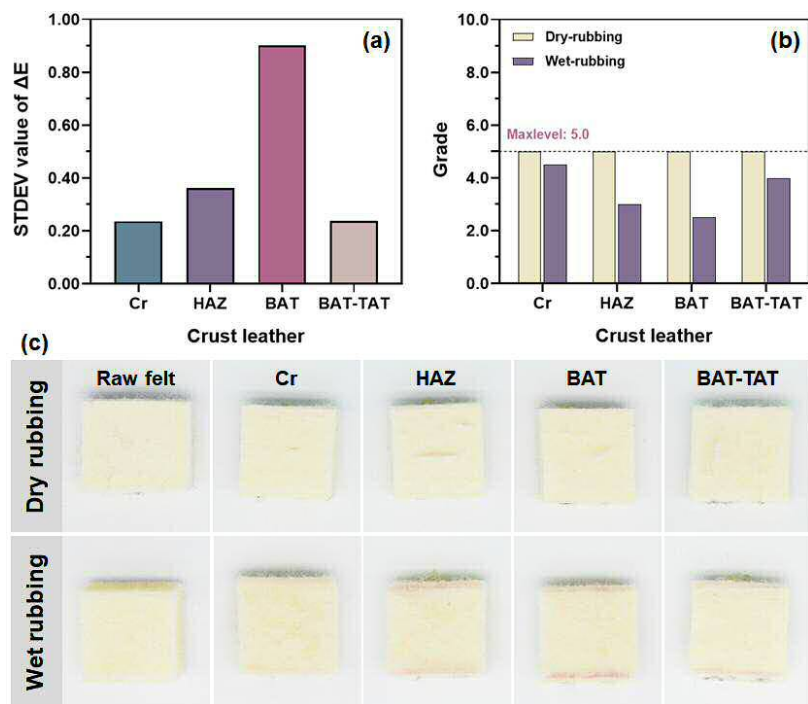 (a)
STDEV value of ΔE
1.00
0.80
0.60
0.40
0.20
0.00
Cr HAZ BAT BAT-TAT
Crust leather
(b)
Dry-rubbing
Wet-rubbing
Maxlevel: 5.0
Grade
10.0
8.0
6.0
4.0
2.0
0.0
Cr HAZ BAT BAT-TAT
Crust leather
(c)
Raw felt Cr HAZ BAT BAT-TAT
Dry rubbing
Wet rubbing